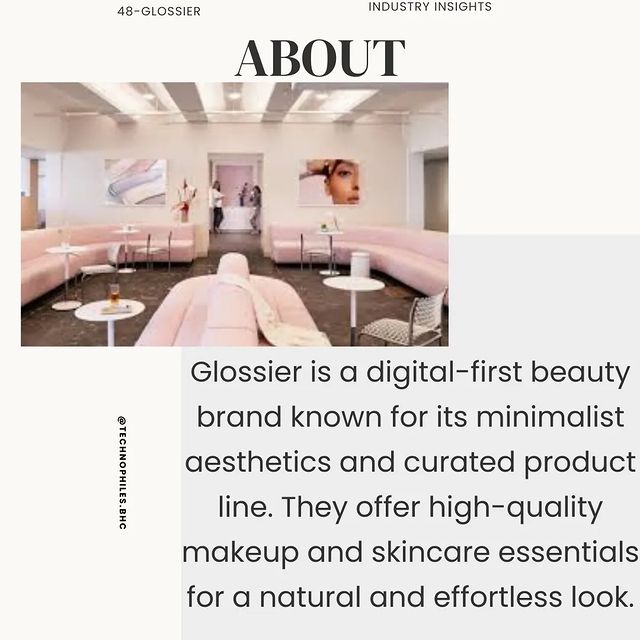 48-GLOSSIER
INDUSTRY INSIGHTS
ABOUT
Glossier is a digital-first beauty
brand known for its minimalist
aesthetics and curated product
line. They offer high-quality
makeup and skincare essentials
for a natural and effortless look.
@TECHNOPHILES.BHC